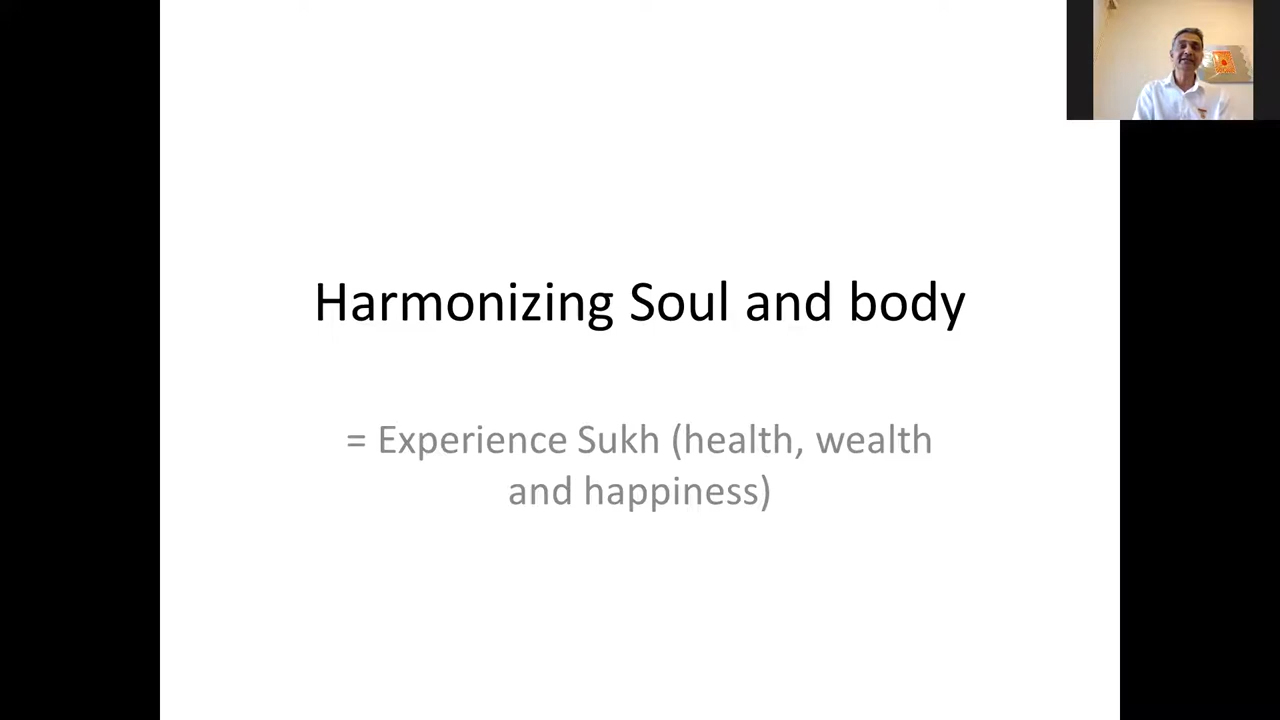 Harmonizing Soul and body
= Experience Sukh (health, wealth
and happiness)